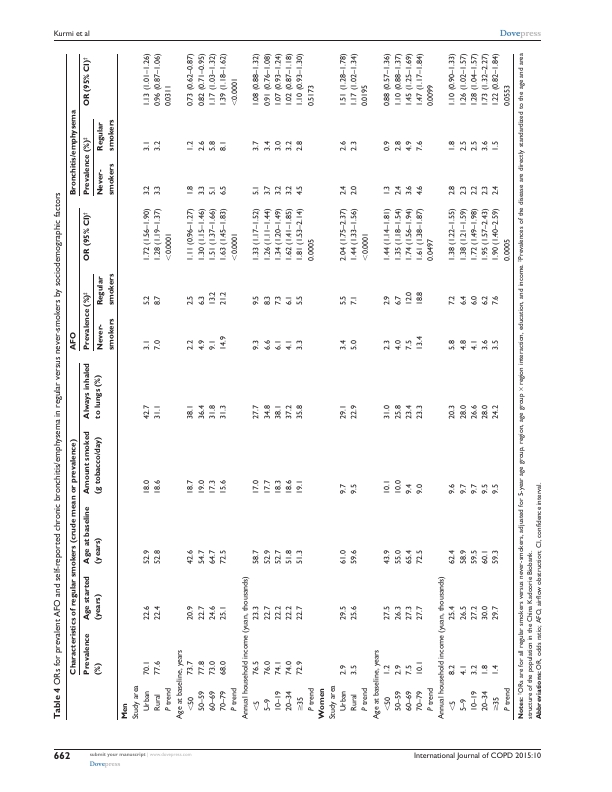 Kurmi et al
Dovepress
Table 4 ORs for prevalent AFO and self-reported chronic bronchitis/emphysema in regular versus never-smokers by sociodemographic factors
Characteristics of regular smokers (crude mean or prevalence) AFO Bronchitis/emphysema
Prevalence (%) Age started (years) Age at baseline (years) Amount smoked (g tobacco/day) Always inhaled to lungs (%) Prevalence (%)‡ OR (95% CI)† Prevalence (%)‡ OR (95% CI)†
Never-smokers Regular smokers Never-smokers Regular smokers
Men
Study area
Urban 70.1 22.6 52.9 18.0 42.7 3.1 5.2 1.72 (1.56–1.90) 3.2 3.1 1.13 (1.01–1.26)
Rural 77.6 22.4 52.8 18.6 31.1 7.0 8.7 1.28 (1.19–1.37) 3.3 3.2 0.96 (0.87–1.06)
P trend <0.0001 0.0311
Age at baseline, years
<50 73.7 20.9 42.6 18.7 38.1 2.2 2.5 1.11 (0.96–1.27) 1.8 1.2 0.73 (0.62–0.87)
50–59 77.8 22.7 54.7 19.0 36.4 4.9 6.3 1.30 (1.15–1.46) 3.3 2.6 0.82 (0.71–0.95)
60–69 73.0 24.6 64.7 17.3 31.8 9.1 13.2 1.51 (1.37–1.66) 5.1 5.8 1.17 (1.03–1.32)
70–79 68.0 25.1 72.5 15.6 31.3 14.9 21.2 1.63 (1.45–1.83) 6.5 8.1 1.39 (1.18–1.62)
P trend <0.0001 <0.0001
Annual household income (yuan, thousands)
<5 76.5 23.3 58.7 17.0 27.7 9.3 9.5 1.33 (1.17–1.52) 5.1 3.7 1.08 (0.88–1.32)
5–9 76.0 22.7 52.9 17.7 34.8 6.6 8.3 1.26 (1.11–1.44) 3.7 3.4 0.91 (0.76–1.08)
10–19 74.1 22.2 52.7 18.3 38.1 6.1 7.3 1.34 (1.20–1.49) 3.2 3.0 1.07 (0.93–1.24)
20–34 74.0 22.2 51.8 18.6 37.2 4.1 6.1 1.62 (1.41–1.85) 3.2 3.2 1.02 (0.87–1.18)
≥35 72.9 22.7 51.3 19.1 35.8 3.3 5.5 1.81 (1.53–2.14) 4.5 2.8 1.10 (0.93–1.30)
P trend 0.0005 0.5173
Women
Study area
Urban 2.9 29.5 61.0 9.7 29.1 3.4 5.5 2.04 (1.75–2.37) 2.4 2.6 1.51 (1.28–1.78)
Rural 3.5 25.6 59.6 9.5 22.9 5.0 7.1 1.44 (1.33–1.56) 2.0 2.3 1.17 (1.02–1.34)
P trend <0.0001 0.0195
Age at baseline, years
<50 1.2 27.5 43.9 10.1 31.0 2.3 2.9 1.44 (1.14–1.81) 1.3 0.9 0.88 (0.57–1.36)
50–59 2.9 26.3 55.0 10.0 25.8 4.0 6.7 1.35 (1.18–1.54) 2.4 2.8 1.10 (0.88–1.37)
60–69 7.5 27.3 65.4 9.4 23.4 7.5 12.0 1.74 (1.56–1.94) 3.6 4.9 1.45 (1.25–1.69)
70–79 10.1 27.7 72.5 9.0 23.3 13.4 18.8 1.61 (1.38–1.87) 4.6 7.6 1.47 (1.17–1.84)
P trend 0.0497 0.0099
Annual household income (yuan, thousands)
<5 8.2 25.4 62.4 9.6 20.3 5.8 7.2 1.38 (1.22–1.55) 2.8 1.8 1.10 (0.90–1.33)
5–9 4.1 26.5 58.9 9.7 28.0 4.8 6.4 1.38 (1.21–1.59) 2.3 2.5 1.26 (1.02–1.57)
10–19 3.2 27.2 59.5 9.7 26.6 4.1 6.0 1.72 (1.49–1.98) 2.2 2.5 1.28 (1.04–1.57)
20–34 1.8 30.0 60.1 9.5 28.0 3.6 6.2 1.95 (1.57–2.43) 2.3 3.6 1.73 (1.32–2.27)
≥35 1.4 29.7 59.3 9.5 24.2 3.5 7.6 1.90 (1.40–2.59) 2.4 1.5 1.22 (0.82–1.84)
P trend 0.0005 0.0553
Notes: †ORs are for all regular smokers versus never-smokers, adjusted for 5-year age group, region, age group × region interaction, education, and income. ‡Prevalences of the disease are directly standardized to the age and area
structure of the population in the China Kadoorie Biobank.
Abbreviations: OR, odds ratio; AFO, airflow obstruction; CI, confidence interval.
662
submit your manuscript | www.dovepress.com
Dovepress
International Journal of COPD 2015:10